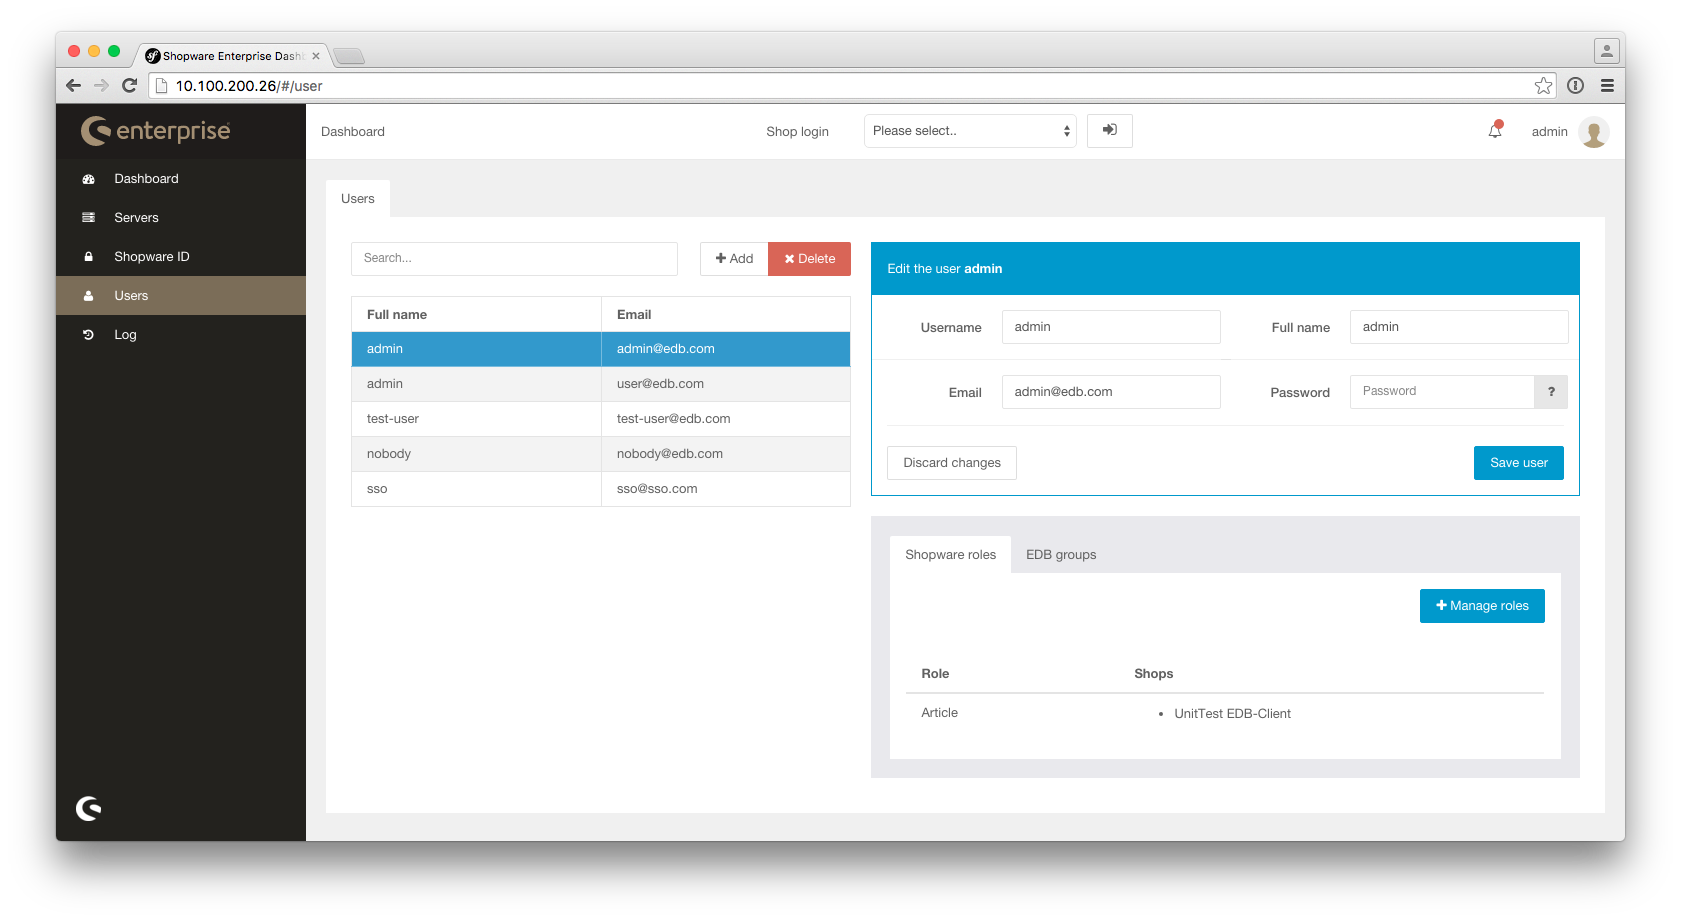 Shopware Enterprise Dash
10.100.200.26/#/user
enterprise
Dashboard
Shop login
Please select..
admin
Dashboard
Servers
Shopware ID
Users
Log
Users
Search...
Add
Delete
Full name
Email
admin
admin@edb.com
admin
user@edb.com
test-user
test-user@edb.com
nobody
nobody@edb.com
sso
sso@sso.com
Edit the user admin
Username
admin
Full name
admin
Email
admin@edb.com
Password
Password
?
Discard changes
Save user
Shopware roles
EDB groups
Manage roles
Role
Shops
Article
• UnitTest EDB-Client